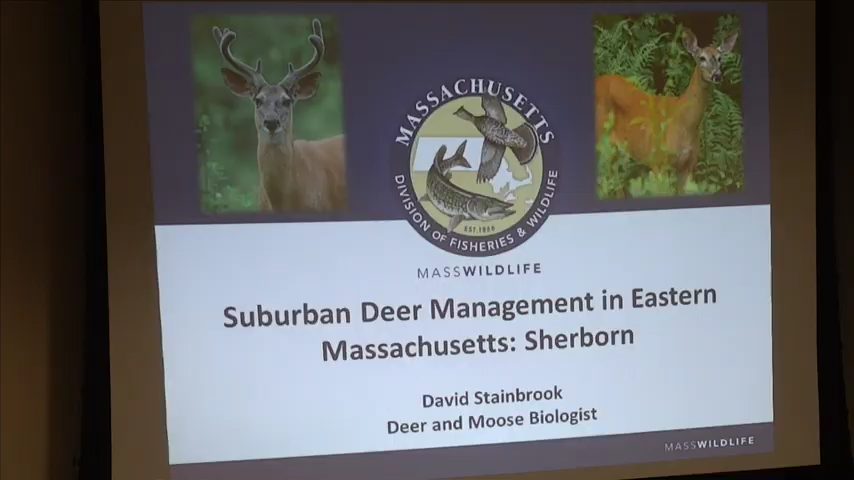 MASSACHUSETTS
DIVISION OF FISHERIES & WILDLIFE
EST. 1866
MASSWILDLIFE
Suburban Deer Management in Eastern
Massachusetts: Sherborn
David Stainbrook
Deer and Moose Biologist
MASSWILDLIFE